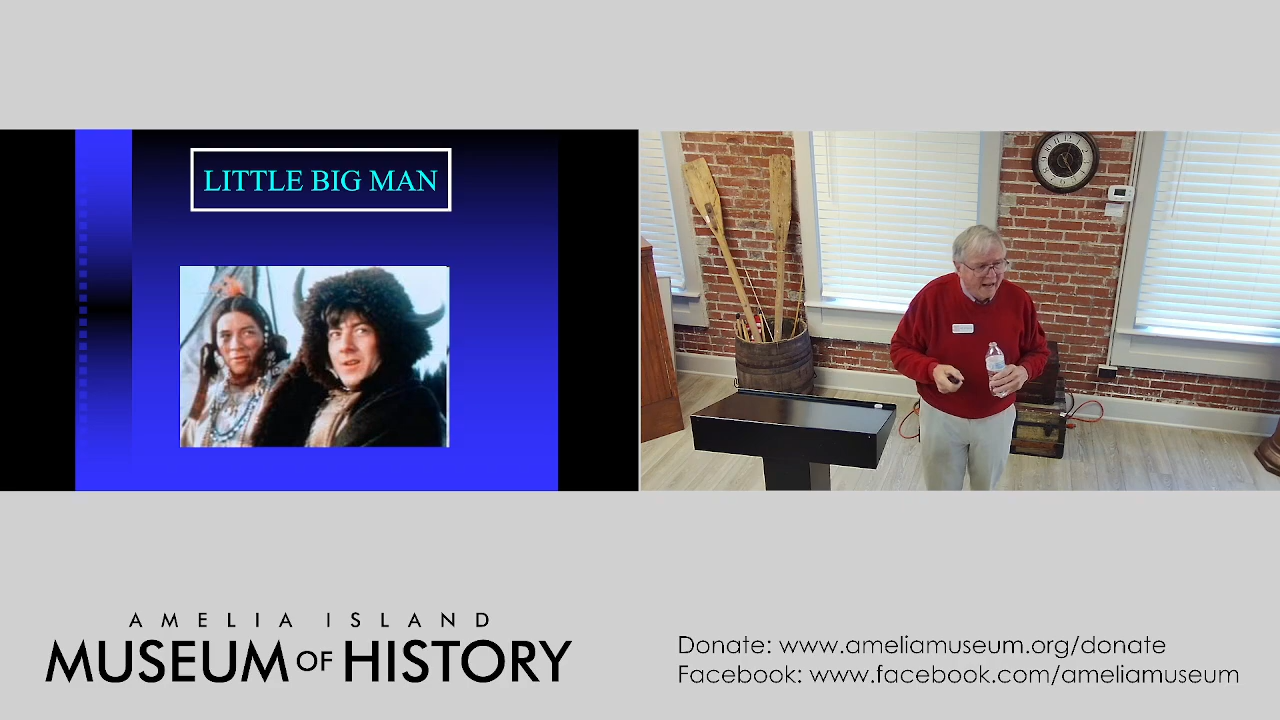 LITTLE BIG MAN
AMELIA ISLAND
MUSEUM OF HISTORY
Donate: www.ameliamuseum.org/donate
Facebook: www.facebook.com/ameliamuseum